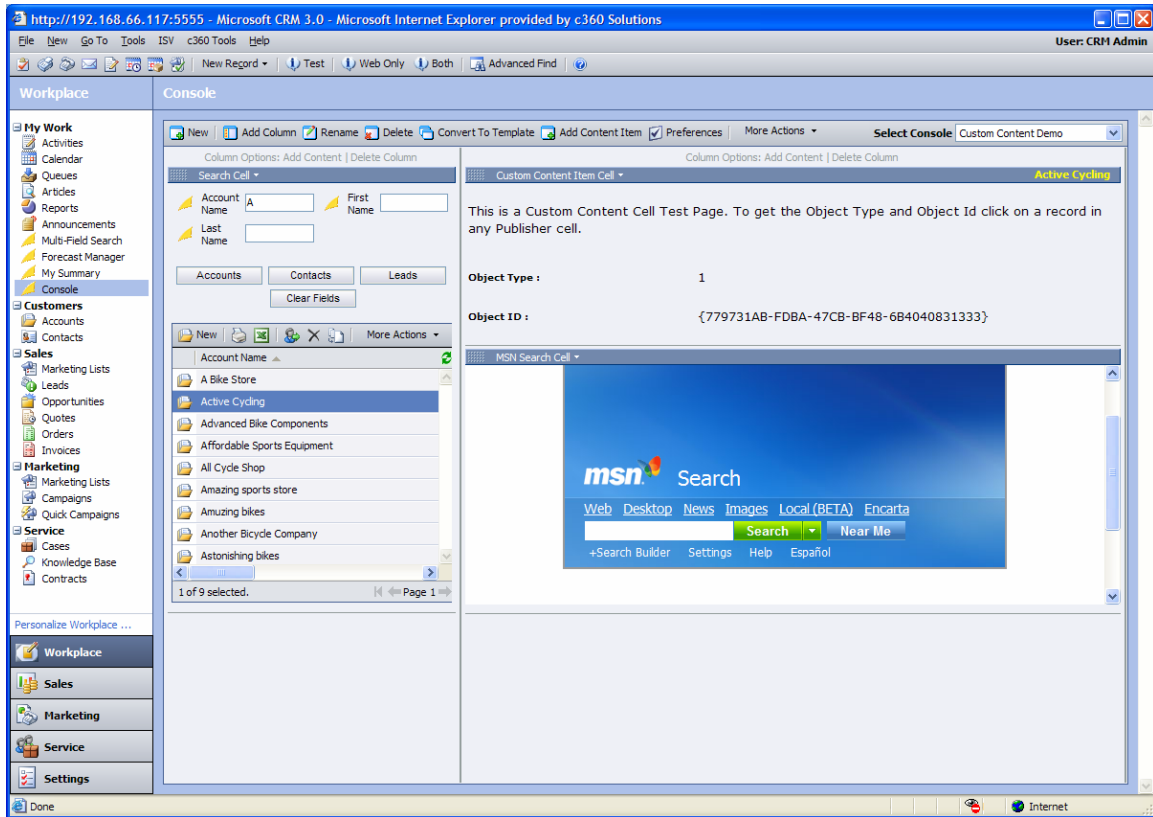 http://192.168.66.117:5555 - Microsoft CRM 3.0 - Microsoft Internet Explorer provided by c360 Solutions
File New Go To Tools ISV c360 Tools Help User: CRM Admin
New Record Test Web Only Both Advanced Find
Workplace
Console
My Work
Activities
Calendar
Queues
Articles
Reports
Announcements
Multi-Field Search
Forecast Manager
My Summary
Console
Customers
Accounts
Contacts
Sales
Marketing Lists
Leads
Opportunities
Quotes
Orders
Invoices
Marketing
Marketing Lists
Campaigns
Quick Campaigns
Service
Cases
Knowledge Base
Contracts
Personalize Workplace ...
Workplace
Sales
Marketing
Service
Settings
New Add Column Rename Delete Convert To Template Add Content Item Preferences More Actions Select Console Custom Content Demo
Column Options: Add Content | Delete Column
Search Cell
Account Name A First Name
Last Name
Accounts Contacts Leads
Clear Fields
New More Actions
Account Name
A Bike Store
Active Cycling
Advanced Bike Components
Affordable Sports Equipment
All Cycle Shop
Amazing sports store
Amuzing bikes
Another Bicycle Company
Astonishing bikes
1 of 9 selected. Page 1
Column Options: Add Content | Delete Column
Custom Content Item Cell Active Cycling
This is a Custom Content Cell Test Page. To get the Object Type and Object Id click on a record in
any Publisher cell.
Object Type : 1
Object ID : {779731AB-FDBA-47CB-BF48-6B4040831333}
MSN Search Cell
msn Search
Web Desktop News Images Local (BETA) Encarta
Search Near Me
+Search Builder Settings Help Español
Done Internet